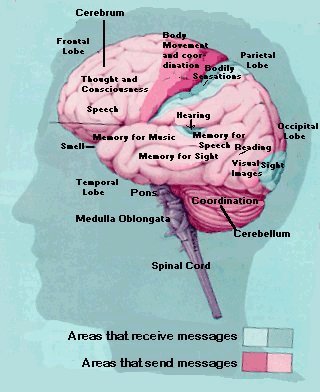 Cerebrum
Frontal
Lobe
Body
Movement
and coor-
dination
Parietal
Lobe
Bodily
Sensations
Thought and
Consciousness
Speech
Hearing
Occipital
Lobe
Smell
Memory for Music
Memory for
Speech
Reading
Memory for Sight
Visual
Images
Sight
Temporal
Lobe
Pons
Coordination
Medulla Oblongata
Cerebellum
Spinal Cord
Areas that receive messages
Areas that send messages